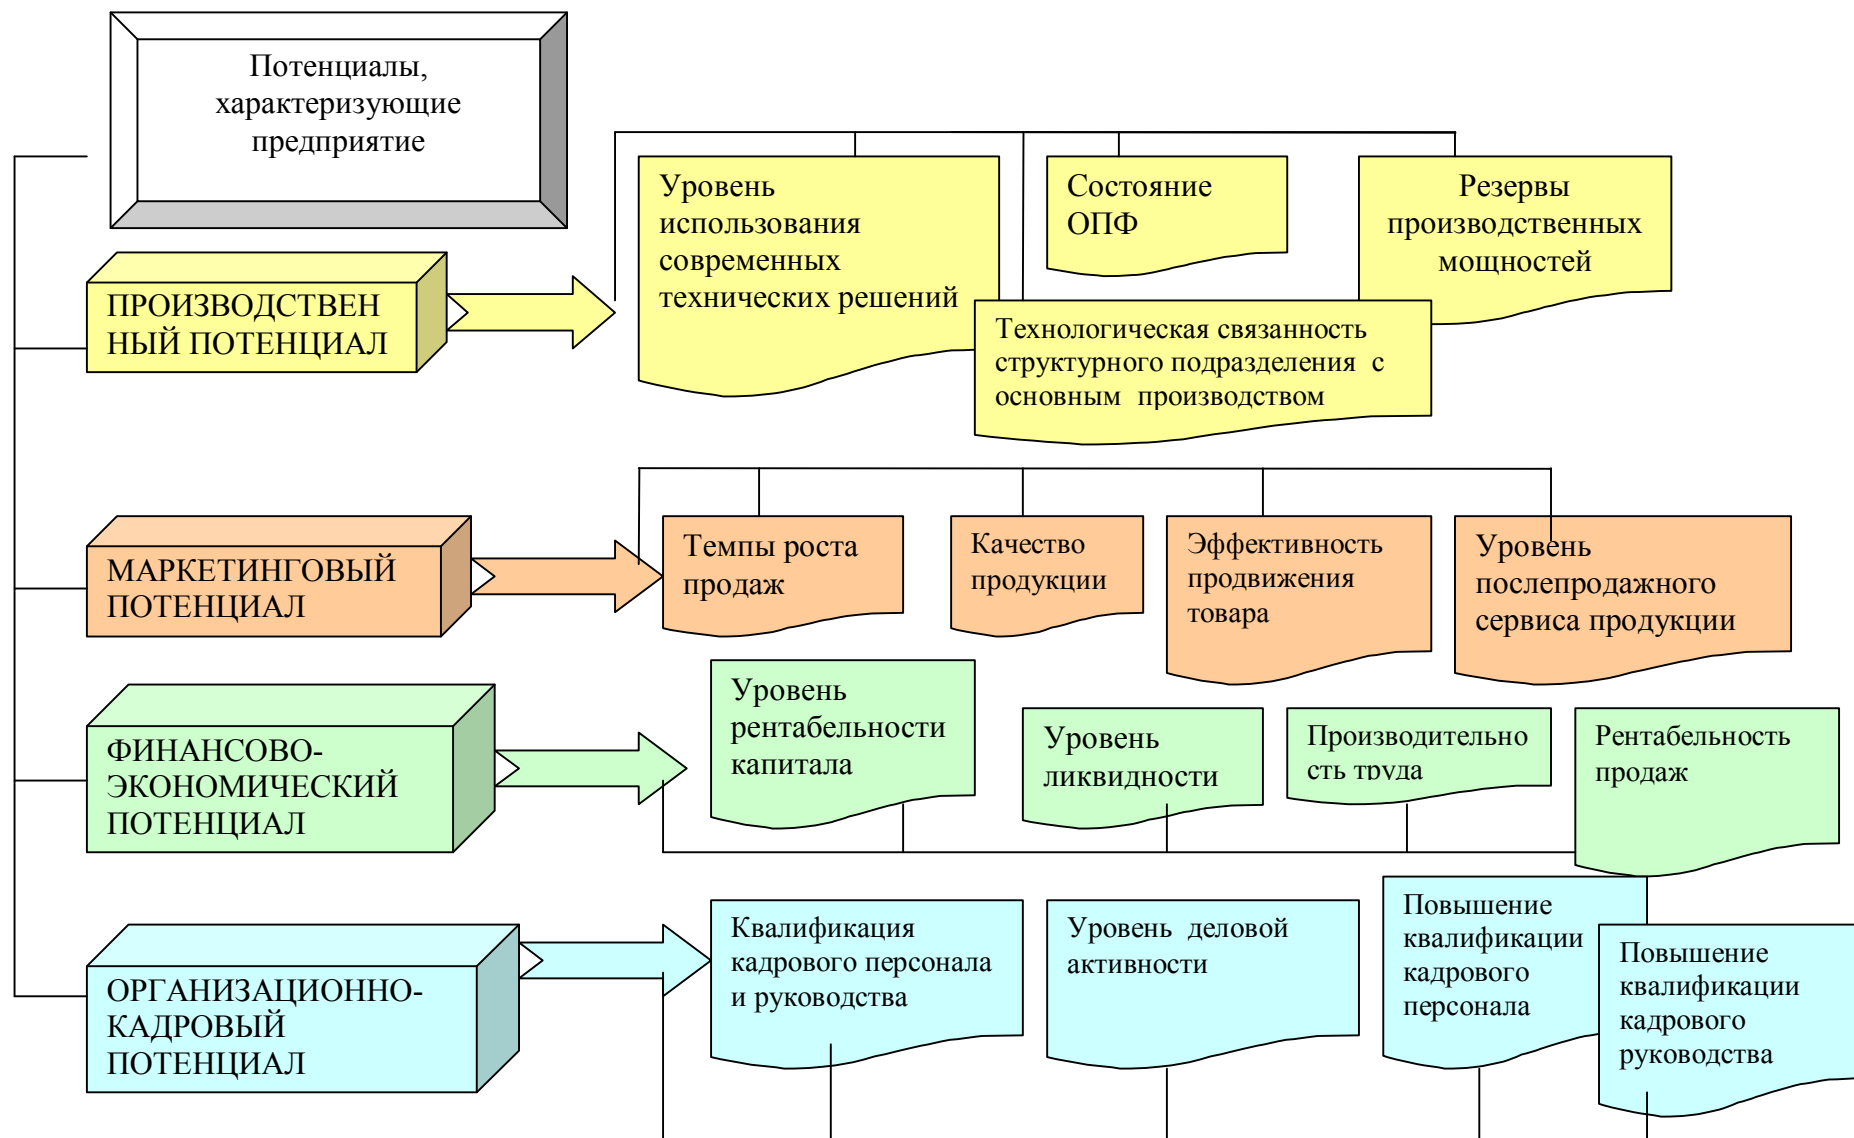 Потенциалы,
характеризующие
предприятие
ПРОИЗВОДСТВЕН
НЫЙ ПОТЕНЦИАЛ
Уровень
использования
современных
технических решений
Состояние
ОПФ
Резервы
производственных
мощностей
Технологическая связанность
структурного подразделения с
основным производством
МАРКЕТИНГОВЫЙ
ПОТЕНЦИАЛ
Темпы роста
продаж
Качество
продукции
Эффективность
продвижения
товара
Уровень
послепродажного
сервиса продукции
ФИНАНСОВО-
ЭКОНОМИЧЕСКИЙ
ПОТЕНЦИАЛ
Уровень
рентабельности
капитала
Уровень
ликвидности
Производительно
сть труда
Рентабельность
продаж
ОРГАНИЗАЦИОННО-
КАДРОВЫЙ
ПОТЕНЦИАЛ
Квалификация
кадрового персонала
и руководства
Уровень деловой
активности
Повышение
квалификации
кадрового
персонала
Повышение
квалификации
кадрового
руководства